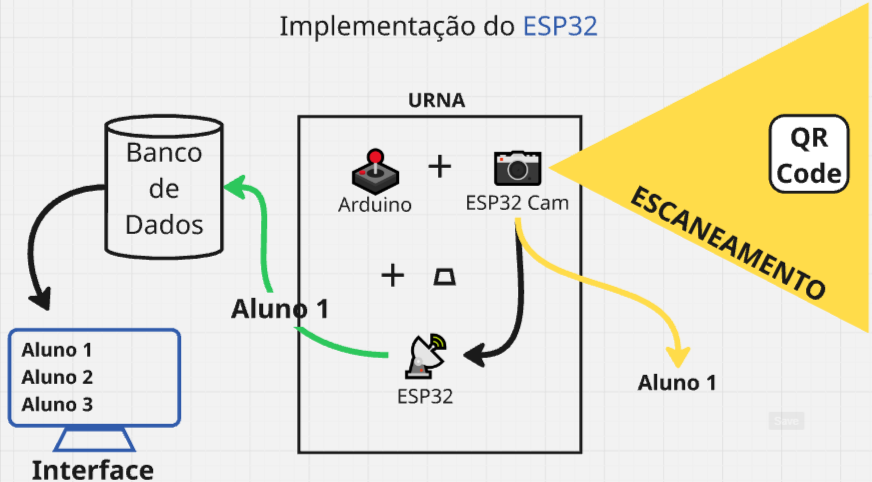 Implementação do ESP32
URNA
Banco
de
Dados
Arduino
+
ESP32 Cam
QR
Code
ESCANEAMENTO
+
Aluno 1
ESP32
Aluno 1
Aluno 1
Aluno 2
Aluno 3
Interface
Save